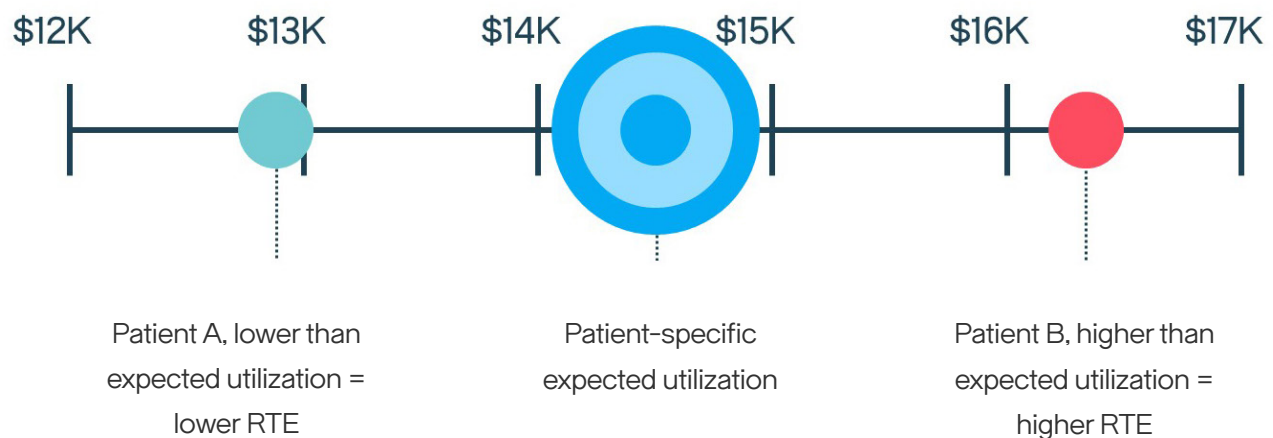 $12K $13K $14K $15K $16K $17K
Patient A, lower than
expected utilization =
lower RTE
Patient-specific
expected utilization
Patient B, higher than
expected utilization =
higher RTE